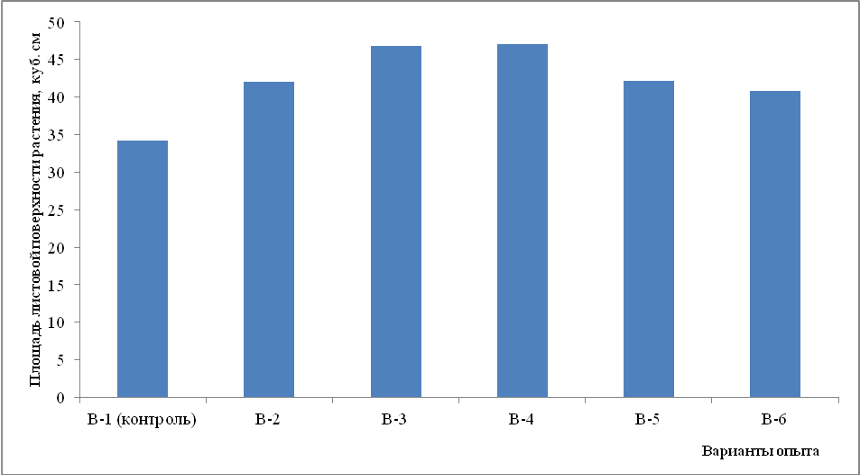 Площадь листовой поверхности растения, куб. см
50
45
40
35
30
25
20
15
10
5
0
В-1 (контроль)
В-2
В-3
В-4
В-5
В-6
Варианты опыта